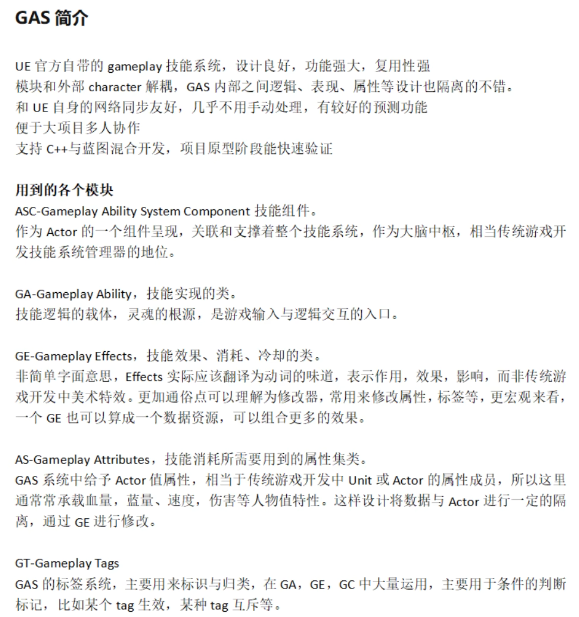 GAS 简介
UE 官方自带的 gameplay 技能系统，设计良好，功能强大，复用性强
模块和外部 character 解耦，GAS 内部之间逻辑、表现、属性等设计也隔离的不错。
和 UE 自身的网络同步友好，几乎不用手动处理，有较好的预测功能
便于大项目多人协作
支持 C++与蓝图混合开发，项目原型阶段能快速验证
用到的各个模块
ASC-Gameplay Ability System Component 技能组件。
作为 Actor 的一个组件呈现，关联和支撑着整个技能系统，作为大脑中枢，相当传统游戏开
发技能系统管理器的地位。
GA-Gameplay Ability，技能实现的类。
技能逻辑的载体，灵魂的根源，是游戏输入与逻辑交互的入口。
GE-Gameplay Effects，技能效果、消耗、冷却的类。
非简单字面意思，Effects 实际应该翻译为动词的味道，表示作用，效果，影响，而非传统游
戏开发中美术特效。更加通俗点可以理解为修改器，常用来修改属性，标签等，更宏观来看，
一个 GE 也可以算成一个数据资源，可以组合更多的效果。
AS-Gameplay Attributes，技能消耗所需要用到的属性集类。
GAS 系统中给予 Actor 值属性，相当于传统游戏开发中 Unit 或 Actor 的属性成员，所以这里
通常常承载血量，蓝量、速度，伤害等人物值特性。这样设计将数据与 Actor 进行一定的隔
离，通过 GE 进行修改。
GT-Gameplay Tags
GAS 的标签系统，主要用来标识与归类，在 GA，GE，GC 中大量运用，主要用于条件的判断
标记，比如某个 tag 生效，某种 tag 互斥等。